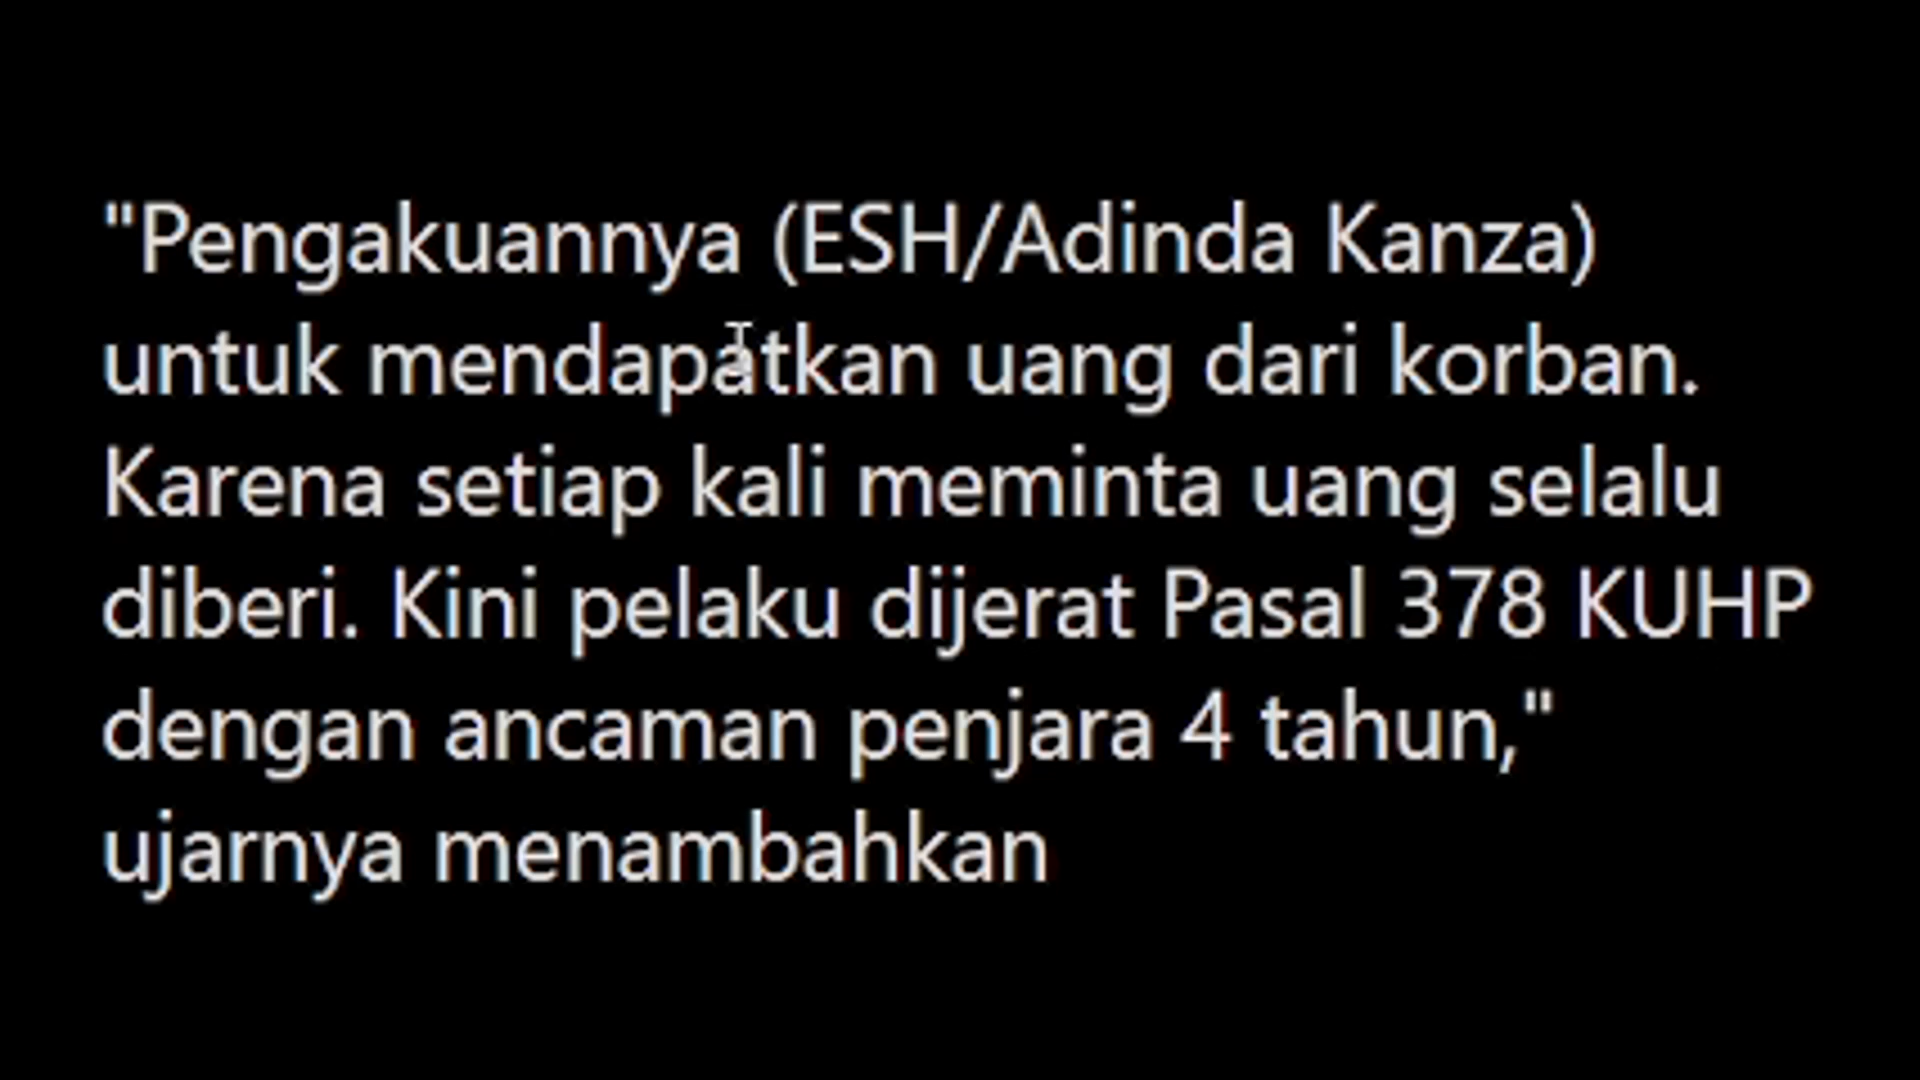 "Pengakuannya (ESH/Adinda Kanza)
untuk mendapatkan uang dari korban.
Karena setiap kali meminta uang selalu
diberi. Kini pelaku dijerat Pasal 378 KUHP
dengan ancaman penjara 4 tahun,"
ujarnya menambahkan